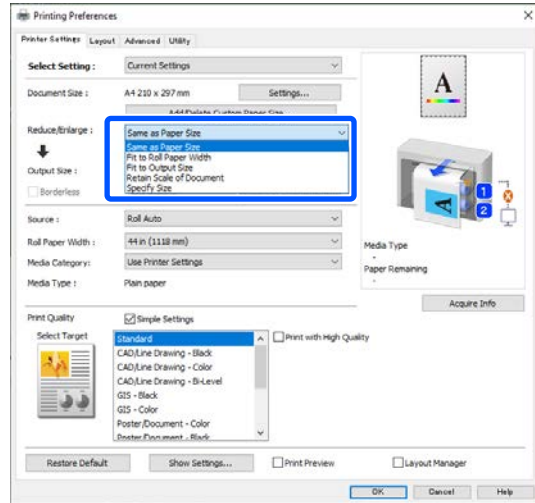 Printing Preferences
Printer Settings Layout Advanced Utility
Select Setting : Current Settings
Document Size : A4 210 x 297 mm Settings...
Add/Delete Custom Paper Size...
Reduce/Enlarge : Same as Paper Size
Same as Paper Size
Fit to Roll Paper Width
Fit to Output Size
Output Size : Retain Scale of Document
Specify Size
Borderless
A
A
1
2
Source : Roll Auto
Roll Paper Width : 44 in (1118 mm)
Media Category: Use Printer Settings
Media Type : Plain paper
Media Type
-
Paper Remaining
-
Acquire Info
Print Quality Simple Settings
Select Target Standard Print with High Quality
CAD/Line Drawing - Black
CAD/Line Drawing - Color
CAD/Line Drawing - Bi-Level
GIS - Black
GIS - Color
Poster/Document - Color
Poster/Document - Black
Restore Default Show Settings... Print Preview Layout Manager
OK Cancel Help